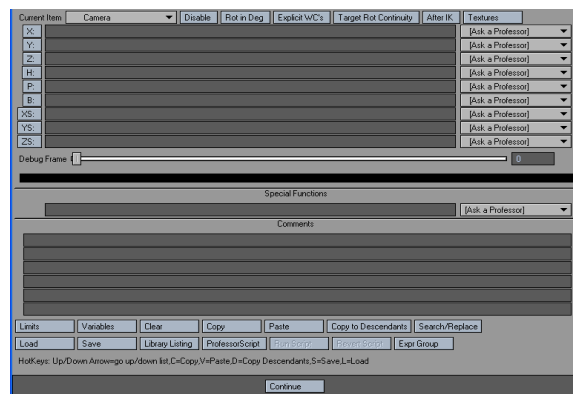 Current Item Camera Disable Rot in Deg Explicit WC's Target Rot Continuity After IK Textures
X: [Ask a Professor]
Y: [Ask a Professor]
Z: [Ask a Professor]
H: [Ask a Professor]
P: [Ask a Professor]
B: [Ask a Professor]
XS: [Ask a Professor]
YS: [Ask a Professor]
ZS: [Ask a Professor]
Debug Frame 0
Special Functions
[Ask a Professor]
Comments
Limits Variables Clear Copy Paste Copy to Descendants Search/Replace
Load Save Library Listing ProfessorScript Run Script Revert Script Expr Group
HotKeys: Up/Down Arrow=go up/down list,C=Copy,V=Paste,D=Copy Descendants,S=Save,L=Load
Continue